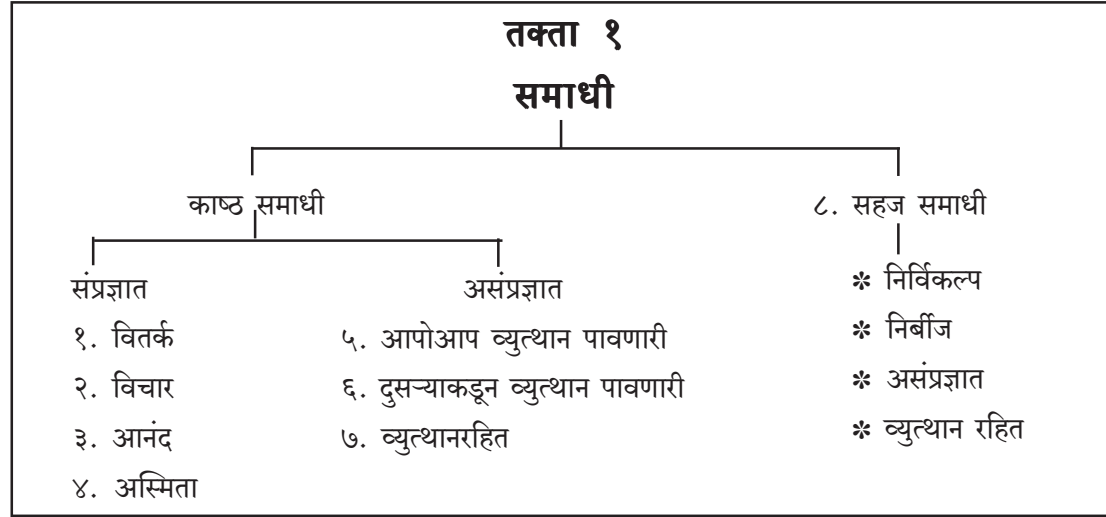 तक्ता १
समाधी
काष्ठ समाधी
८. सहज समाधी
संप्रज्ञात
असंप्रज्ञात
१. वितर्क
२. विचार
३. आनंद
४. अस्मिता
५. आपोआप व्युत्थान पावणारी
६. दुसऱ्याकडून व्युत्थान पावणारी
७. व्युत्थानरहित
* निर्विकल्प
* निर्बीज
* असंप्रज्ञात
* व्युत्थान रहित